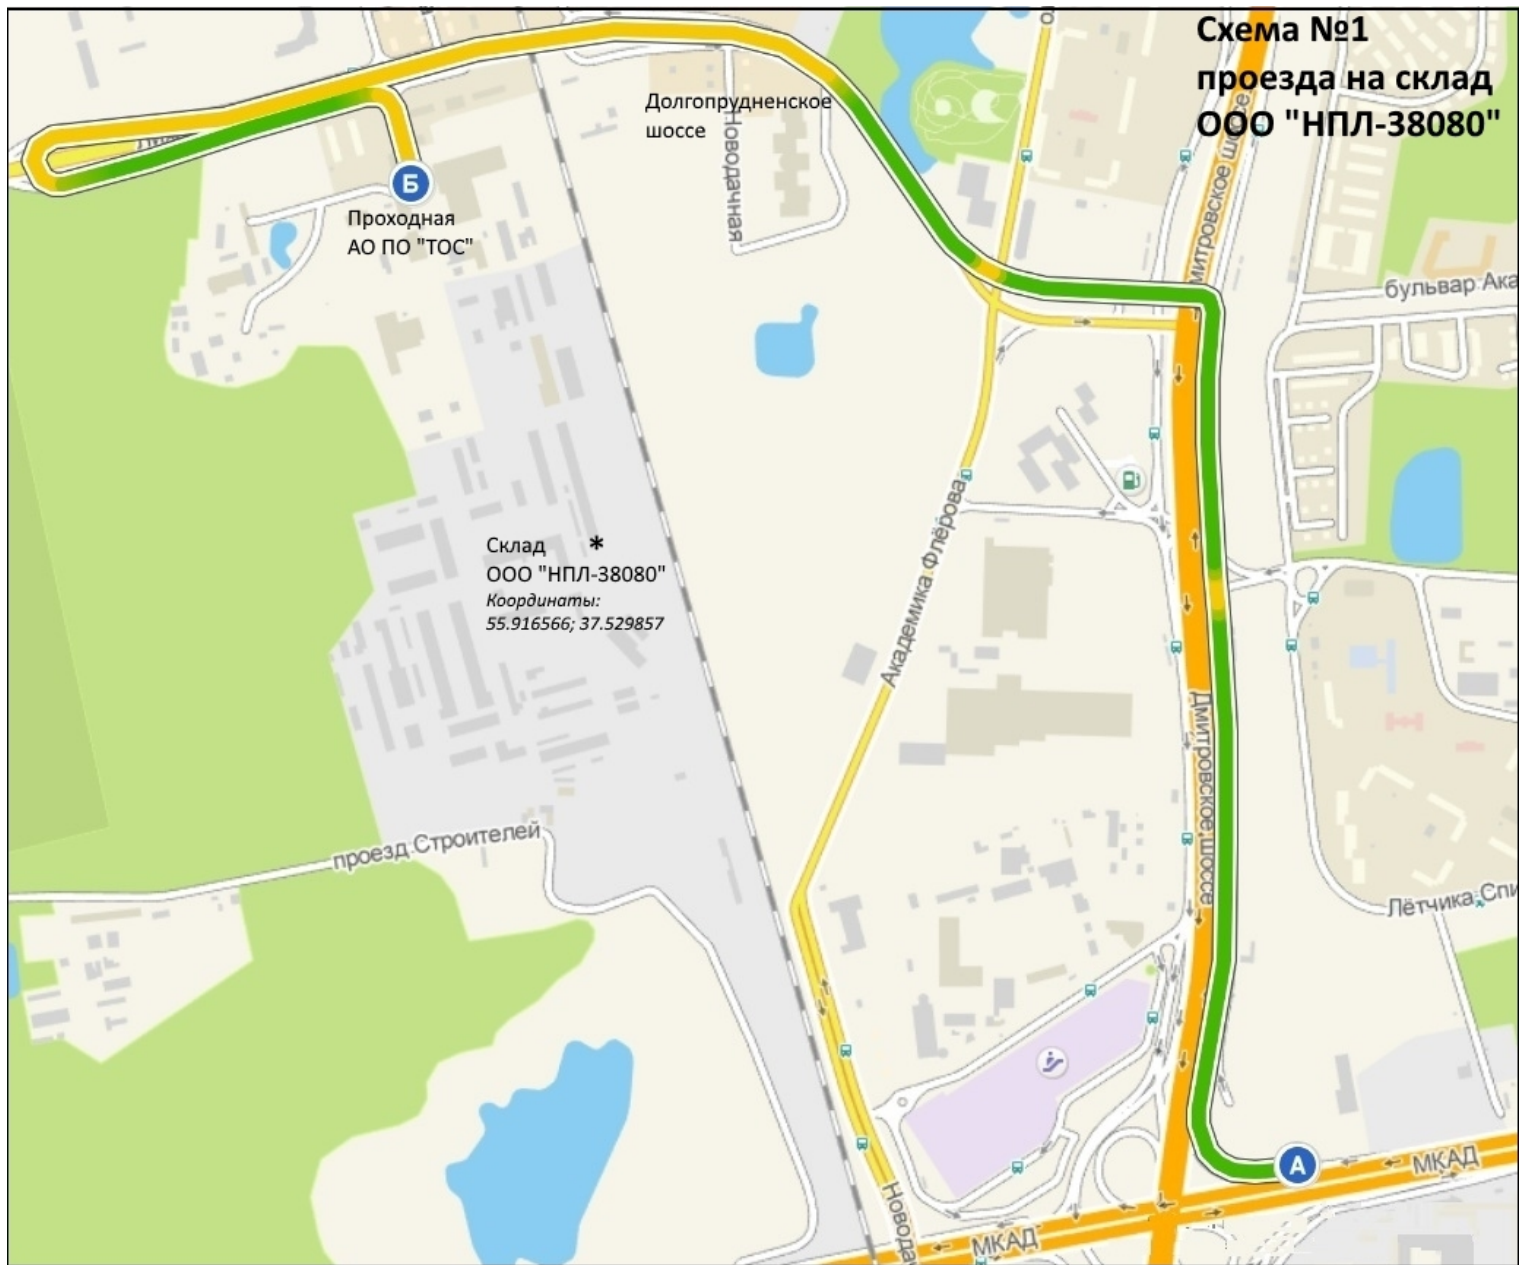 Схема №1
проезда на склад
ООО "НПЛ-38080"
Долгопрудненское
шоссе
Новодачная
Б
Проходная
АО ПО "ТОС"
митровское шоссе
бульвар Ака
Склад *
ООО "НПЛ-38080"
Координаты:
55.916566; 37.529857
Академика Флёрова
Дмитровское шоссе
проезд Строителей
Лётчика Спи
А
МКАД
МКАД
Новода